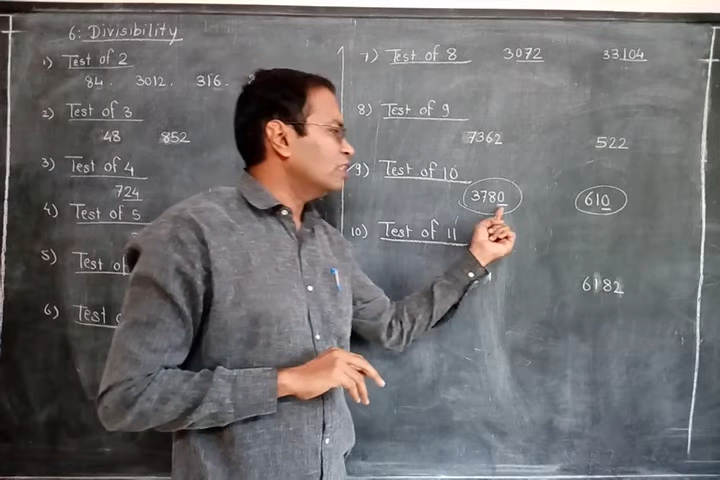 6: Divisibility
1) Test of 2
84. 3012. 316.
2) Test of 3
48 852
3) Test of 4
724
4) Test of 5
5) Test of
6) Test
7) Test of 8 3072 33104
8) Test of 9
7362 522
9) Test of 10
3780 610
10) Test of 11
6182